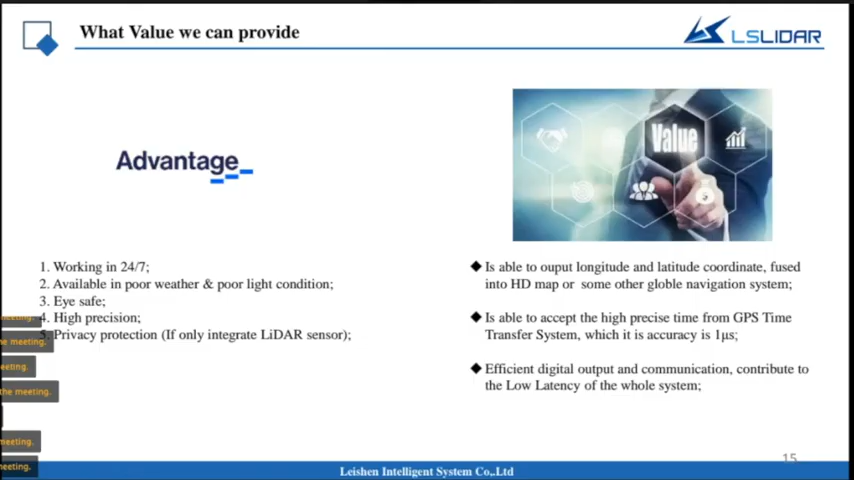 What Value we can provide
LSLIDAR
Advantage
Value
1. Working in 24/7;
2. Available in poor weather & poor light condition;
3. Eye safe;
4. High precision;
5. Privacy protection (If only integrate LiDAR sensor);
◆ Is able to ouput longitude and latitude coordinate, fused
into HD map or some other globle navigation system;
◆ Is able to accept the high precise time from GPS Time
Transfer System, which it is accuracy is 1μs;
◆ Efficient digital output and communication, contribute to
the Low Latency of the whole system;
meeting.
he meeting.
eeting.
the meeting.
meeting.
neeting.
15
Leishen Intelligent System Co,.Ltd